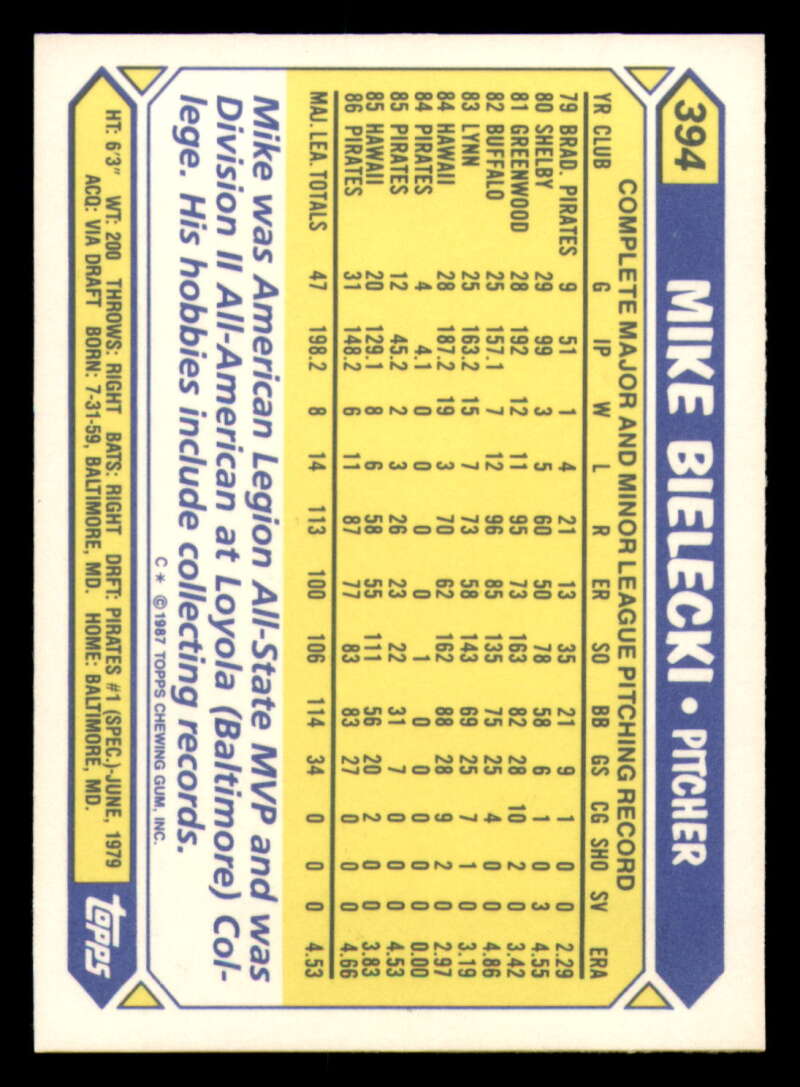 394 MIKE BIELECKI • PITCHER
COMPLETE MAJOR AND MINOR LEAGUE PITCHING RECORD
YR CLUB G IP W L R ER SO BB GS CG SHO SV ERA
79 BRAD. PIRATES 9 51 1 4 21 13 35 21 9 1 0 0 2.29
80 SHELBY 29 99 3 5 60 50 78 58 6 1 0 3 4.55
81 GREENWOOD 28 192 12 11 95 73 163 82 28 10 2 0 3.42
82 BUFFALO 25 157.1 7 12 96 85 135 75 25 4 0 0 4.86
83 LYNN 25 163.2 15 7 73 58 143 69 25 7 1 0 3.19
84 HAWAII 28 187.2 19 3 70 62 162 88 28 9 2 0 2.97
84 PIRATES 4 4.1 0 0 0 0 1 0 0 0 0 0 0.00
85 PIRATES 12 45.2 2 3 26 23 22 31 7 0 0 0 4.53
85 HAWAII 20 129.1 8 6 58 55 111 56 20 2 0 0 3.83
86 PIRATES 31 148.2 6 11 87 77 83 83 27 0 0 0 4.66
MAJ. LEA. TOTALS 47 198.2 8 14 113 100 106 114 34 0 0 0 4.53
Mike was American Legion All-State MVP and was
Division II All-American at Loyola (Baltimore) Col-
lege. His hobbies include collecting records.
C* ©1987 TOPPS CHEWING GUM, INC.
HT: 6'3" WT: 200 THROWS: RIGHT BATS: RIGHT DRFT: PIRATES #1 (SPEC.)-JUNE, 1979
ACQ: VIA DRAFT BORN: 7-31-59, BALTIMORE, MD. HOME: BALTIMORE, MD.
topps